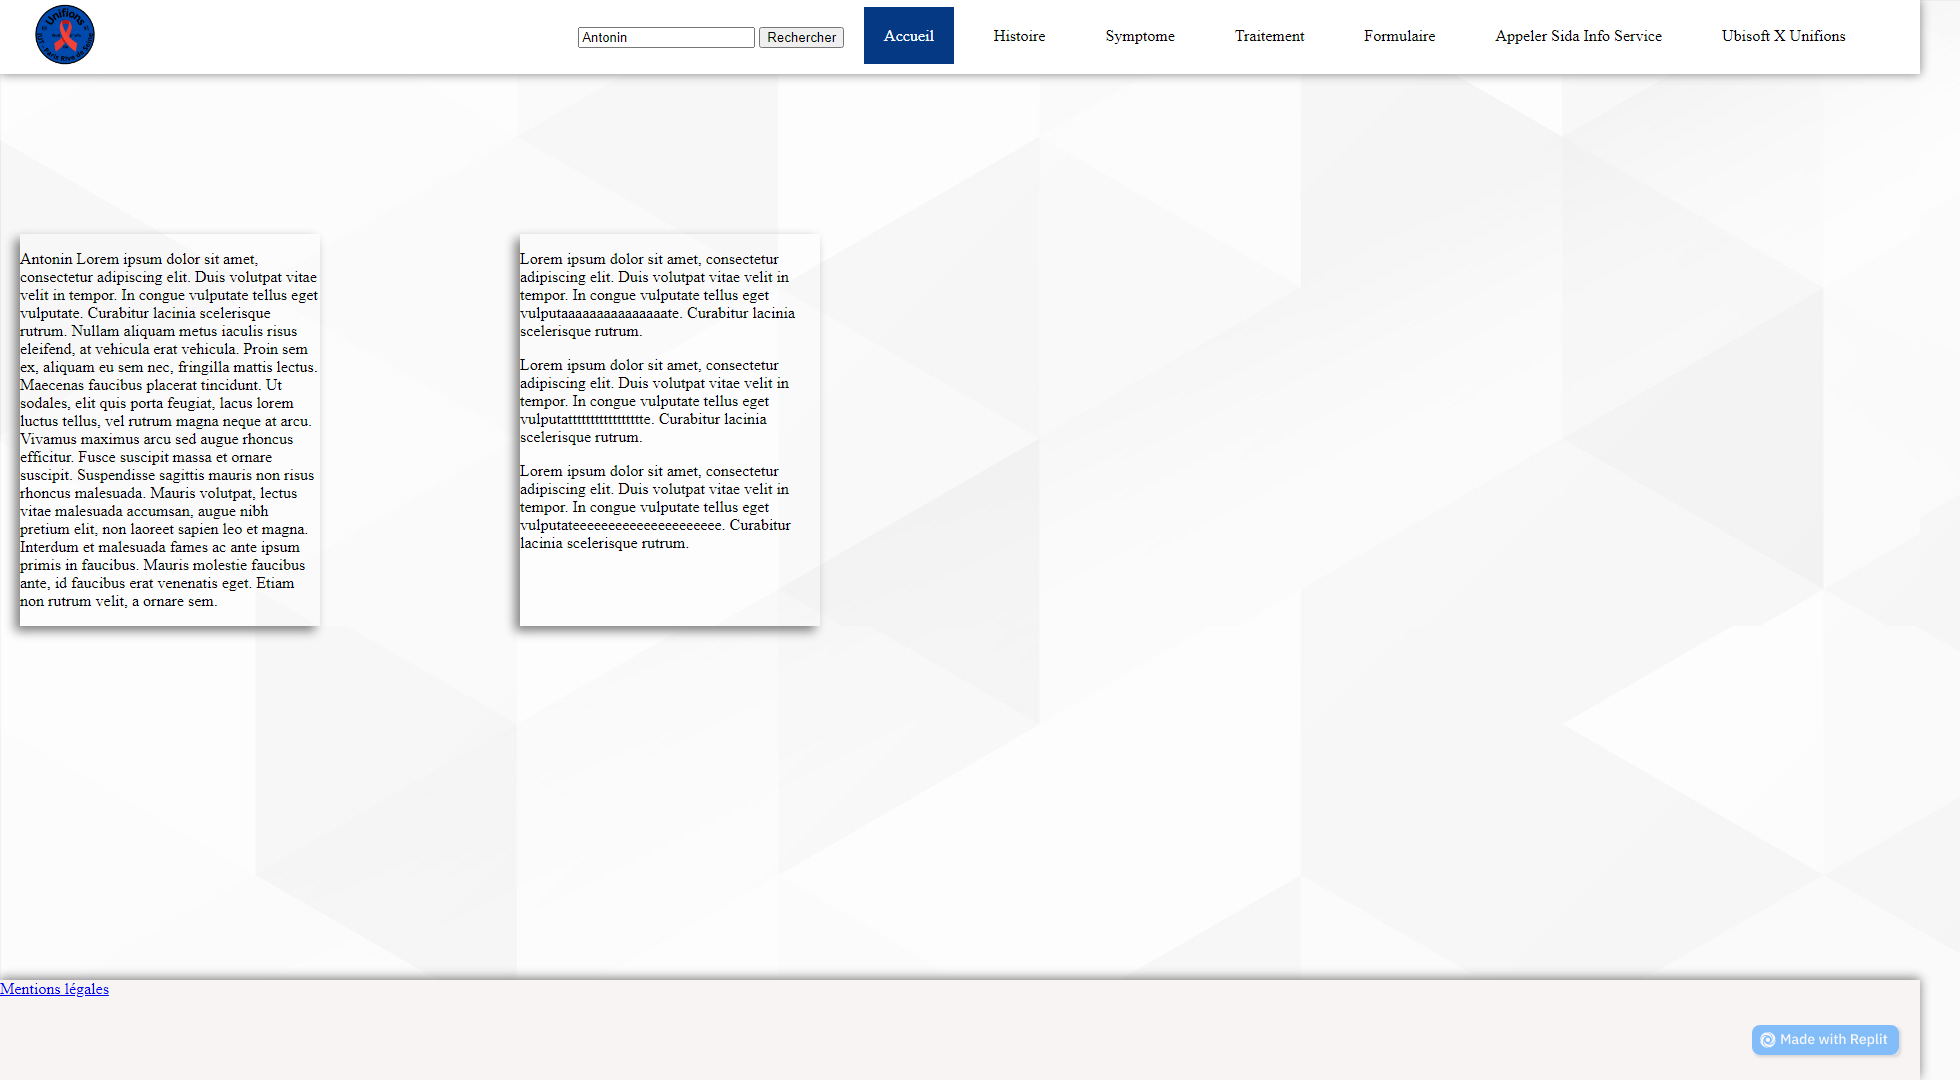 Unifions
Antonin
Rechercher
Accueil
Histoire
Symptome
Traitement
Formulaire
Appeler Sida Info Service
Ubisoft X Unifions
Antonin Lorem ipsum dolor sit amet,
consectetur adipiscing elit. Duis volutpat vitae
velit in tempor. In congue vulputate tellus eget
vulputate. Curabitur lacinia scelerisque
rutrum. Nullam aliquam metus iaculis risus
eleifend, at vehicula erat vehicula. Proin sem
ex, aliquam eu sem nec, fringilla mattis lectus.
Maecenas faucibus placerat tincidunt. Ut
sodales, elit quis porta feugiat, lacus lorem
luctus tellus, vel rutrum magna neque at arcu.
Vivamus maximus arcu sed augue rhoncus
efficitur. Fusce suscipit massa et ornare
suscipit. Suspendisse sagittis mauris non risus
rhoncus malesuada. Mauris volutpat, lectus
vitae malesuada accumsan, augue nibh
pretium elit, non laoreet sapien leo et magna.
Interdum et malesuada fames ac ante ipsum
primis in faucibus. Mauris molestie faucibus
ante, id faucibus erat venenatis eget. Etiam
non rutrum velit, a ornare sem.
Lorem ipsum dolor sit amet, consectetur
adipiscing elit. Duis volutpat vitae velit in
tempor. In congue vulputate tellus eget
vulputaaaaaaaaaaaaaaate. Curabitur lacinia
scelerisque rutrum.
Lorem ipsum dolor sit amet, consectetur
adipiscing elit. Duis volutpat vitae velit in
tempor. In congue vulputate tellus eget
vulputatttttttttttttttttte. Curabitur lacinia
scelerisque rutrum.
Lorem ipsum dolor sit amet, consectetur
adipiscing elit. Duis volutpat vitae velit in
tempor. In congue vulputate tellus eget
vulputateeeeeeeeeeeeeeeeeeeee. Curabitur
lacinia scelerisque rutrum.
Mentions légales
Made with Replit